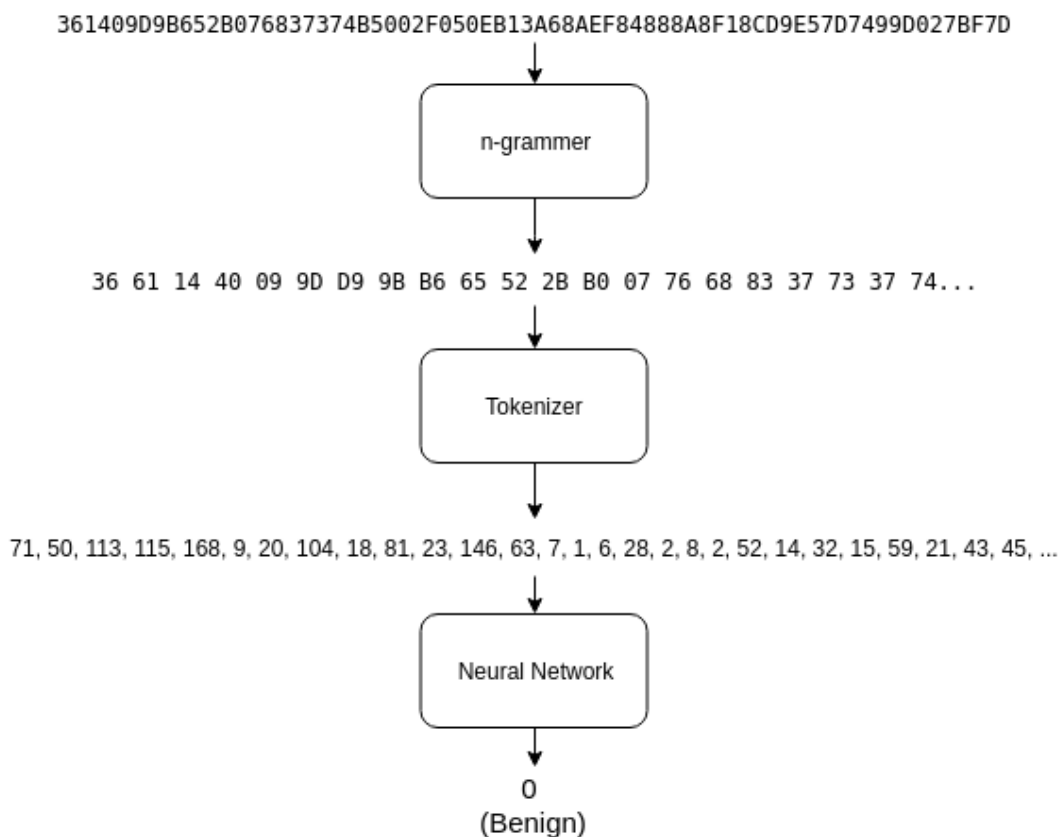 361409D9B652B076837374B5002F050EB13A68AEF84888A8F18CD9E57D7499D027BF7D
n-grammer
36 61 14 40 09 9D D9 9B B6 65 52 2B B0 07 76 68 83 37 73 37 74...
Tokenizer
71, 50, 113, 115, 168, 9, 20, 104, 18, 81, 23, 146, 63, 7, 1, 6, 28, 2, 8, 2, 52, 14, 32, 15, 59, 21, 43, 45, ...
Neural Network
0
(Benign)